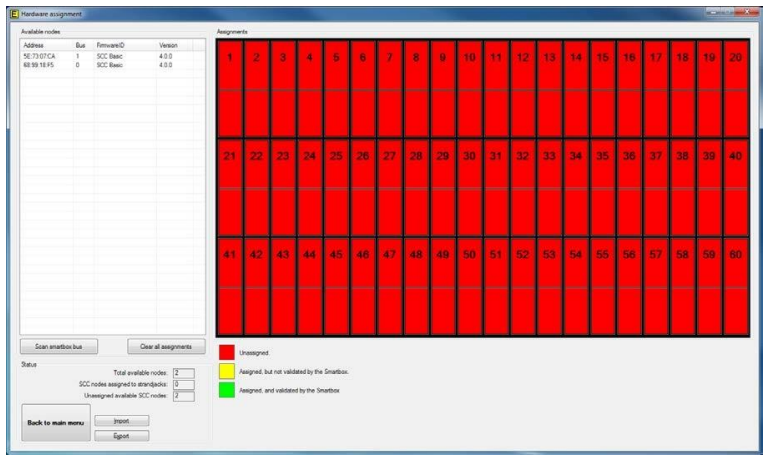 Hardware assignment
Available nodes
Address Bus FirmwareID Version
5E:73:07:CA 1 SCC Basic 4.0.0
68:99:18:F5 0 SCC Basic 4.0.0
Scan smartbox bus
Clear all assignments
Status
Total available nodes: 2
SCC nodes assigned to strandjacks: 0
Unassigned available SCC nodes: 2
Back to main menu
Import
Export
Assignments
1 2 3 4 5 6 7 8 9 10 11 12 13 14 15 16 17 18 19 20
21 22 23 24 25 26 27 28 29 30 31 32 33 34 35 36 37 38 39 40
41 42 43 44 45 46 47 48 49 50 51 52 53 54 55 56 57 58 59 60
Unassigned.
Assigned, but not validated by the Smartbox.
Assigned, and validated by the Smartbox